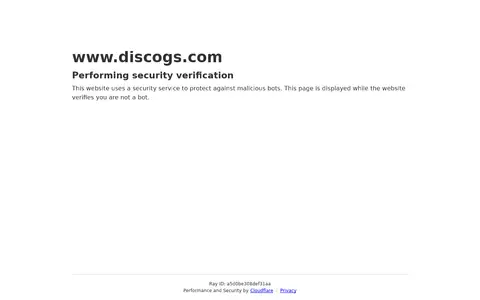 www.discogs.com
Performing security verification
This website uses a security service to protect against malicious bots. This page is displayed while the website
verifies you are not a bot.
Ray ID: a500be308def31aa
Performance and Security by Cloudflare · Privacy